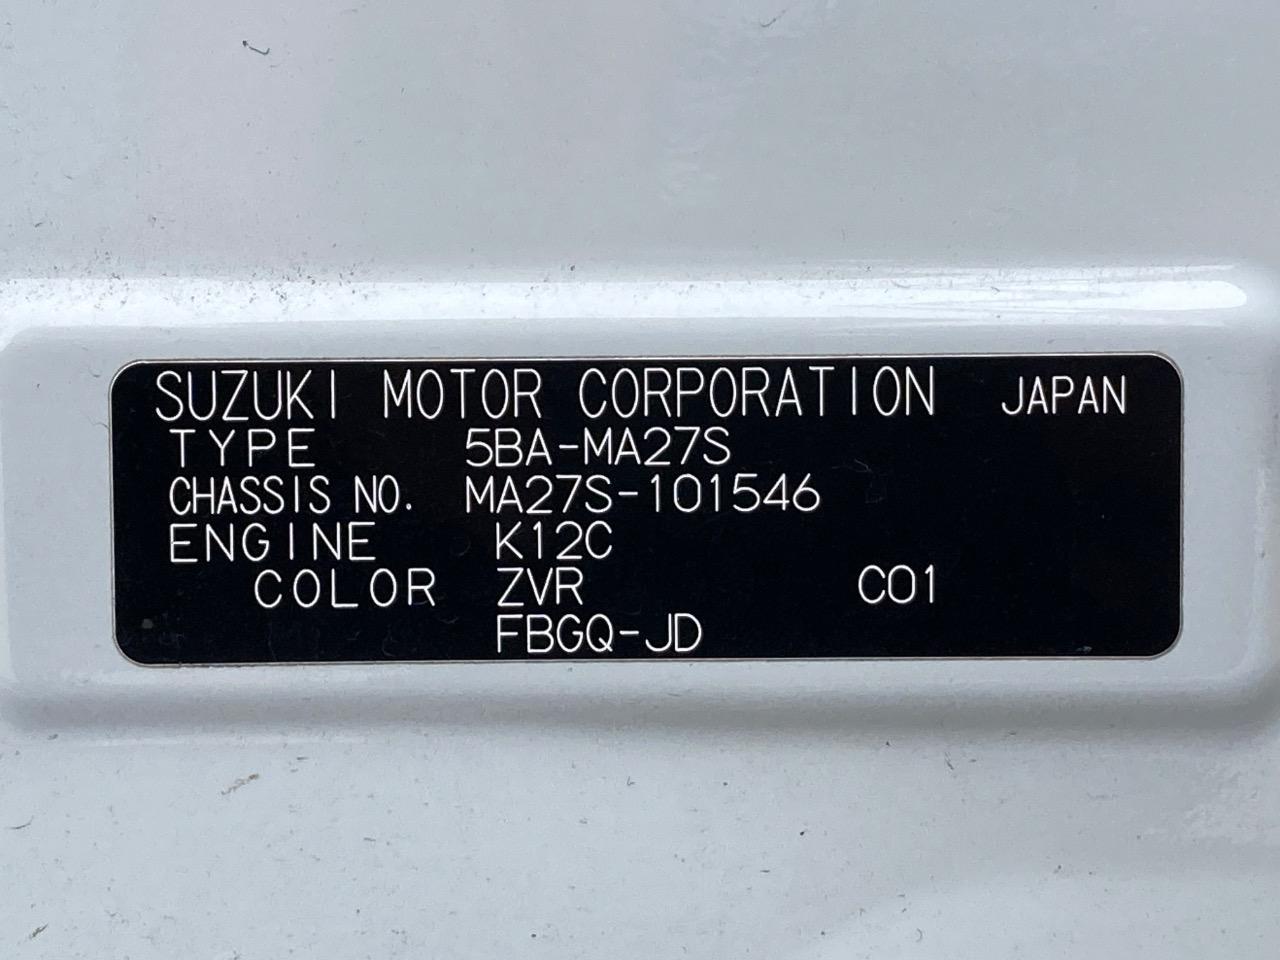 SUZUKI MOTOR CORPORATION JAPAN
TYPE 5BA-MA27S
CHASSIS NO. MA27S-101546
ENGINE K12C
COLOR ZVR C01
FBGQ-JD